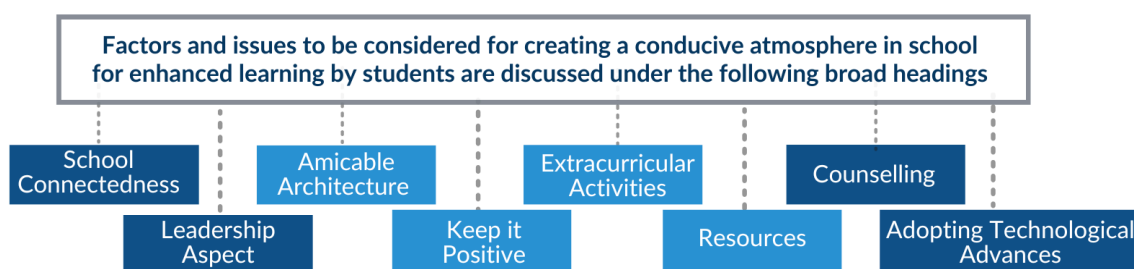 Factors and issues to be considered for creating a conducive atmosphere in school
for enhanced learning by students are discussed under the following broad headings
School
Connectedness
Leadership
Aspect
Amicable
Architecture
Keep it
Positive
Extracurricular
Activities
Resources
Counselling
Adopting Technological
Advances